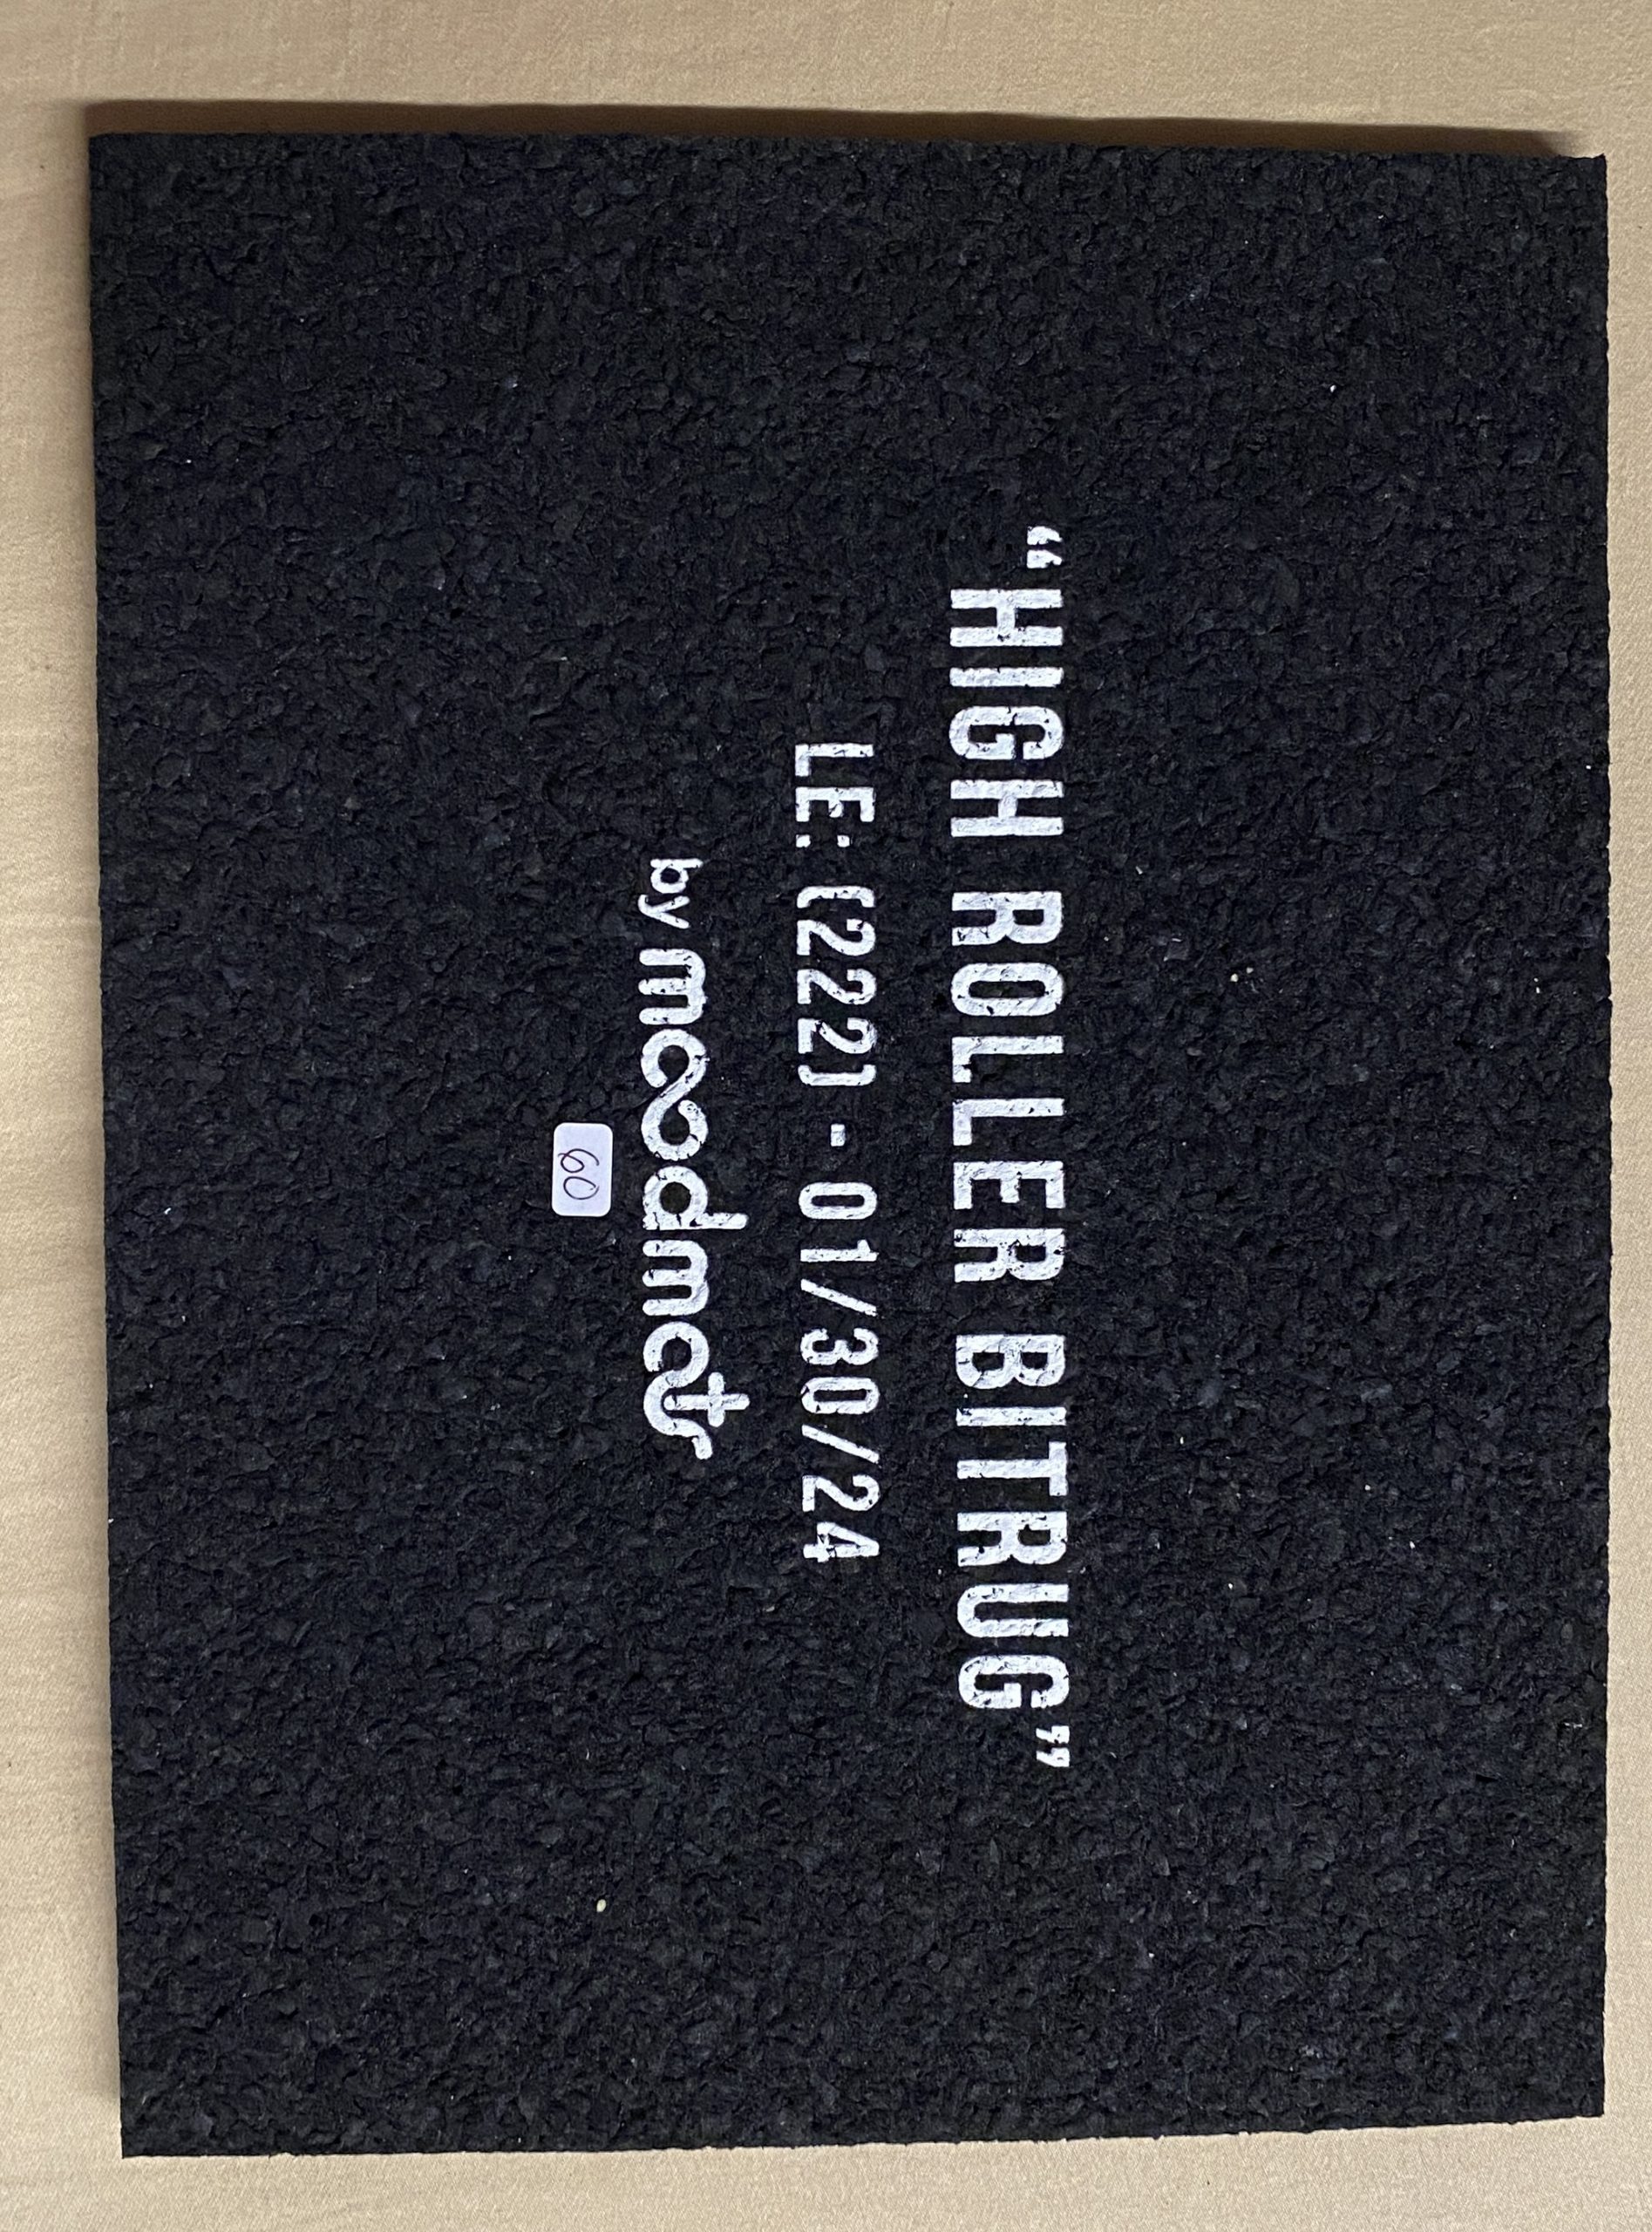 “HIGH ROLLER BITRUG”
LE: (222) - 01/30/24
by moodmat
60